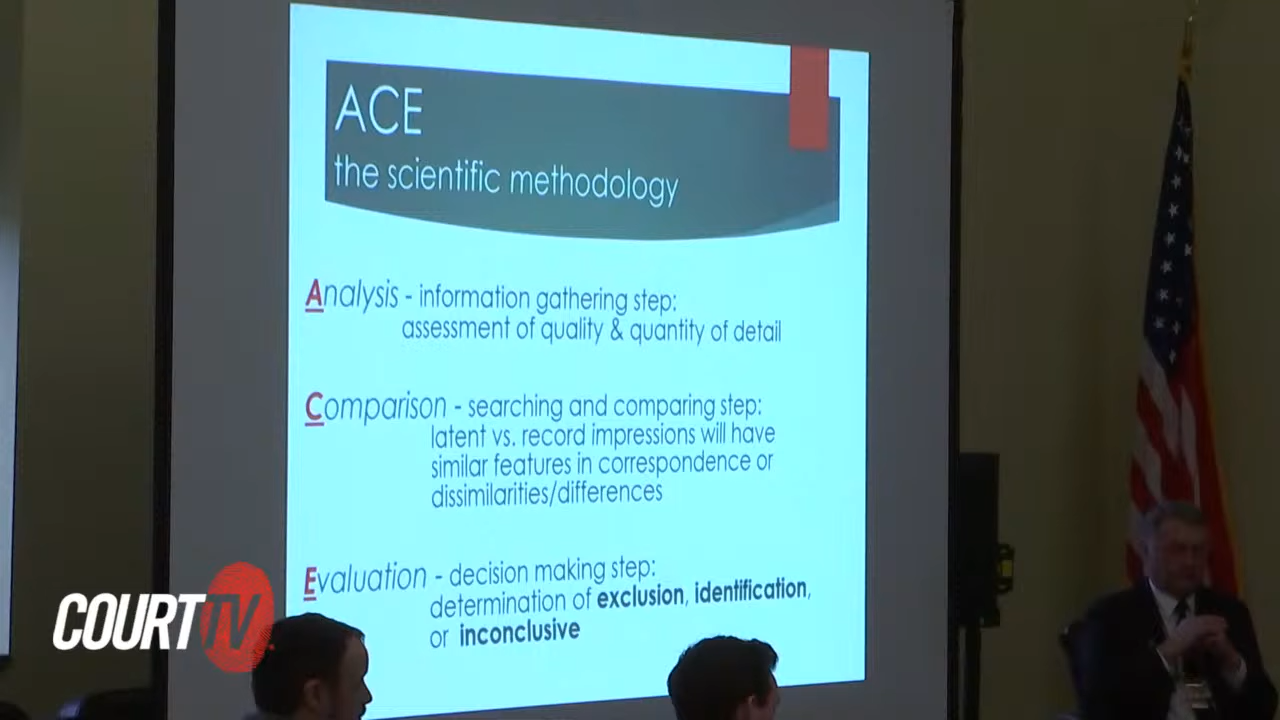 ACE
the scientific methodology
Analysis - information gathering step:
assessment of quality & quantity of detail
Comparison - searching and comparing step:
latent vs. record impressions will have
similar features in correspondence or
dissimilarities/differences
Evaluation - decision making step:
determination of exclusion, identification,
or inconclusive
COURT TV